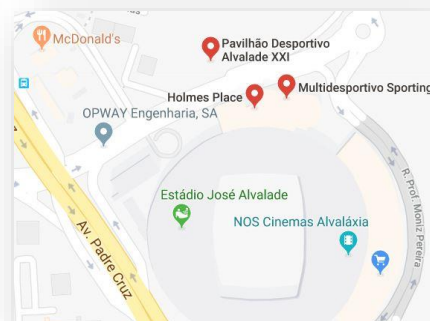 McDonald's
Pavilhão Desportivo
Alvalade XXI
Holmes Place
Multidesportivo Sporting
OPWAY Engenharia, SA
Estádio José Alvalade
NOS Cinemas Alvaláxia
Av. Padre Cruz
R. Prof. Moniz Pereira